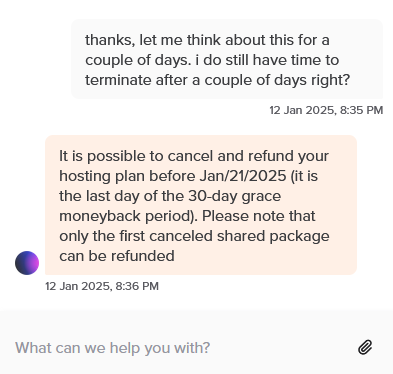 thanks, let me think about this for a
couple of days. i do still have time to
terminate after a couple of days right?
12 Jan 2025, 8:35 PM
It is possible to cancel and refund your
hosting plan before Jan/21/2025 (it is
the last day of the 30-day grace
moneyback period). Please note that
only the first canceled shared package
can be refunded
12 Jan 2025, 8:36 PM
What can we help you with?